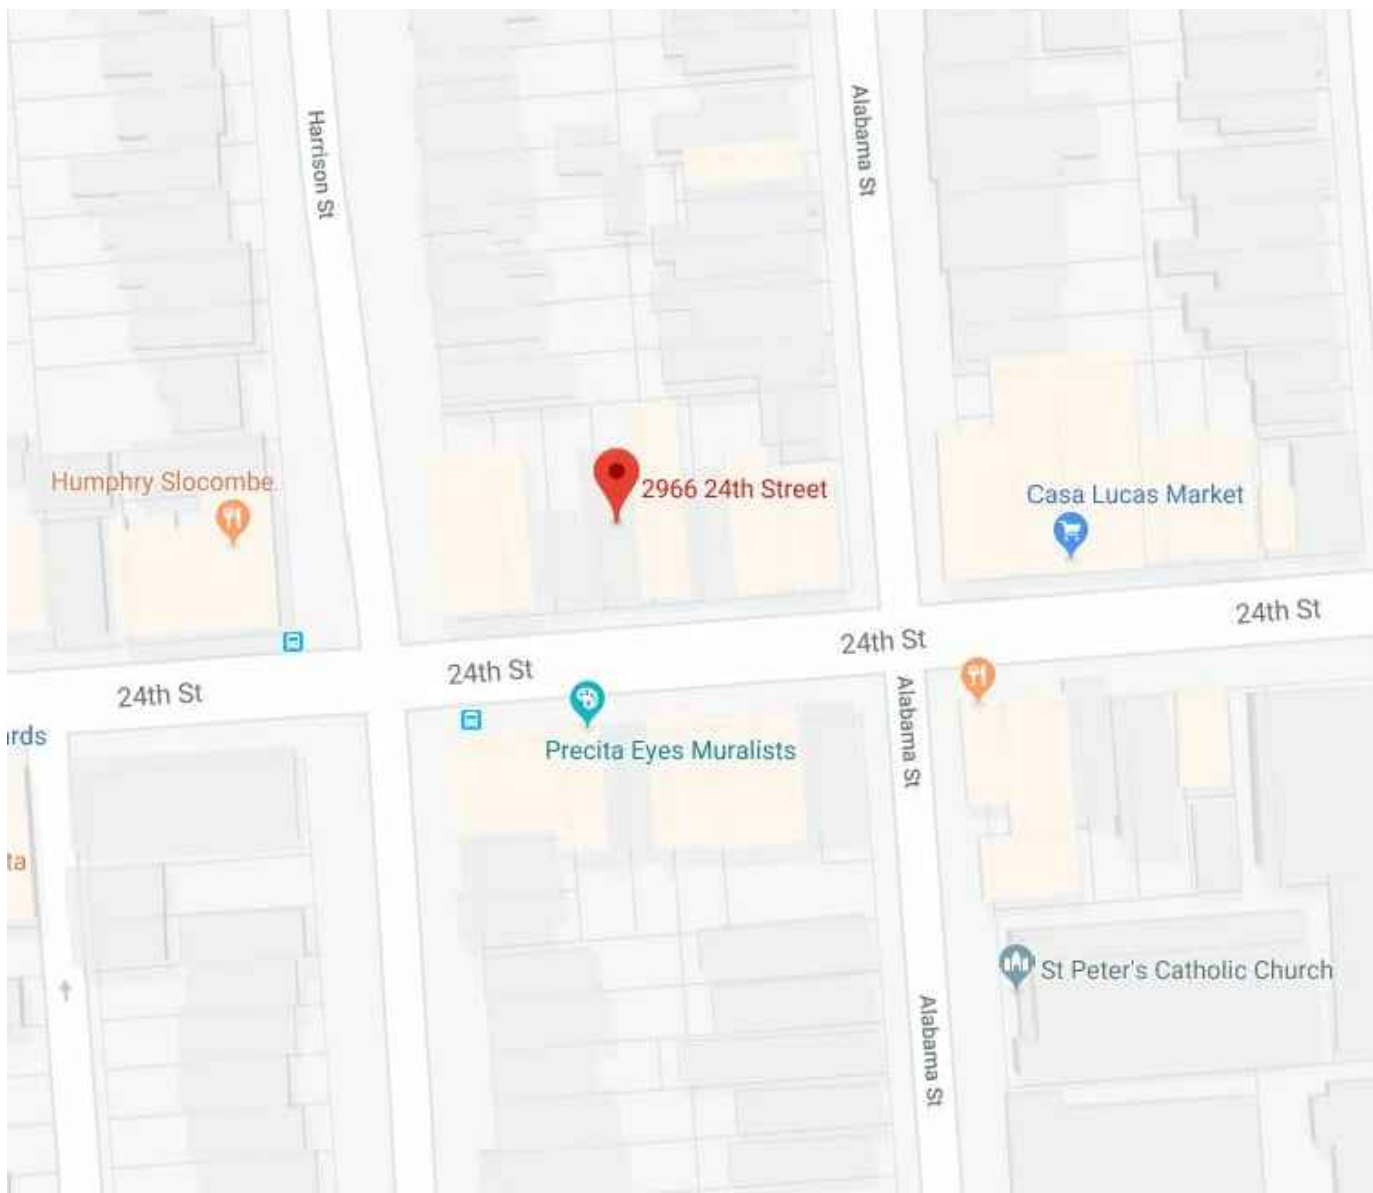 Harrison St
Alabama St
Humphry Slocombe.
2966 24th Street
Casa Lucas Market
24th St
24th St
24th St
24th St
Alabama St
Precita Eyes Muralists
St Peter's Catholic Church
Alabama St